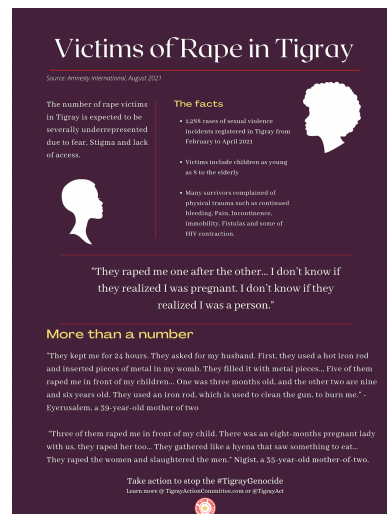 Victims of Rape in Tigray
Source: Amnesty International, August 2021
The number of rape victims
in Tigray is expected to be
severally underrepresented
due to fear, Stigma and lack
of access.
The facts
• 1,288 cases of sexual violence
incidents registered in Tigray from
February to April 2021
• Victims include children as young
as 8 to the elderly
• Many survivors complained of
physical trauma such as continued
bleeding, Pain, Incontinence,
Immobility, Fistulas and some of
HIV contraction.
"They raped me one after the other... I don't know if
they realized I was pregnant. I don't know if they
realized I was a person."
More than a number
"They kept me for 24 hours. They asked for my husband. First, they used a hot iron rod
and inserted pieces of metal in my womb. They filled it with metal pieces... Five of them
raped me in front of my children... One was three months old, and the other two are nine
and six years old. They used an iron rod, which is used to clean the gun, to burn me." -
Eyerusalem, a 39-year-old mother of two
"Three of them raped me in front of my child. There was an eight-months pregnant lady
with us, they raped her too... They gathered like a hyena that saw something to eat...
They raped the women and slaughtered the men." Nigist, a 35-year-old mother-of-two.
Take action to stop the #TigrayGenocide
Learn more @ TigrayActionCommittee.com or @TigrayAct